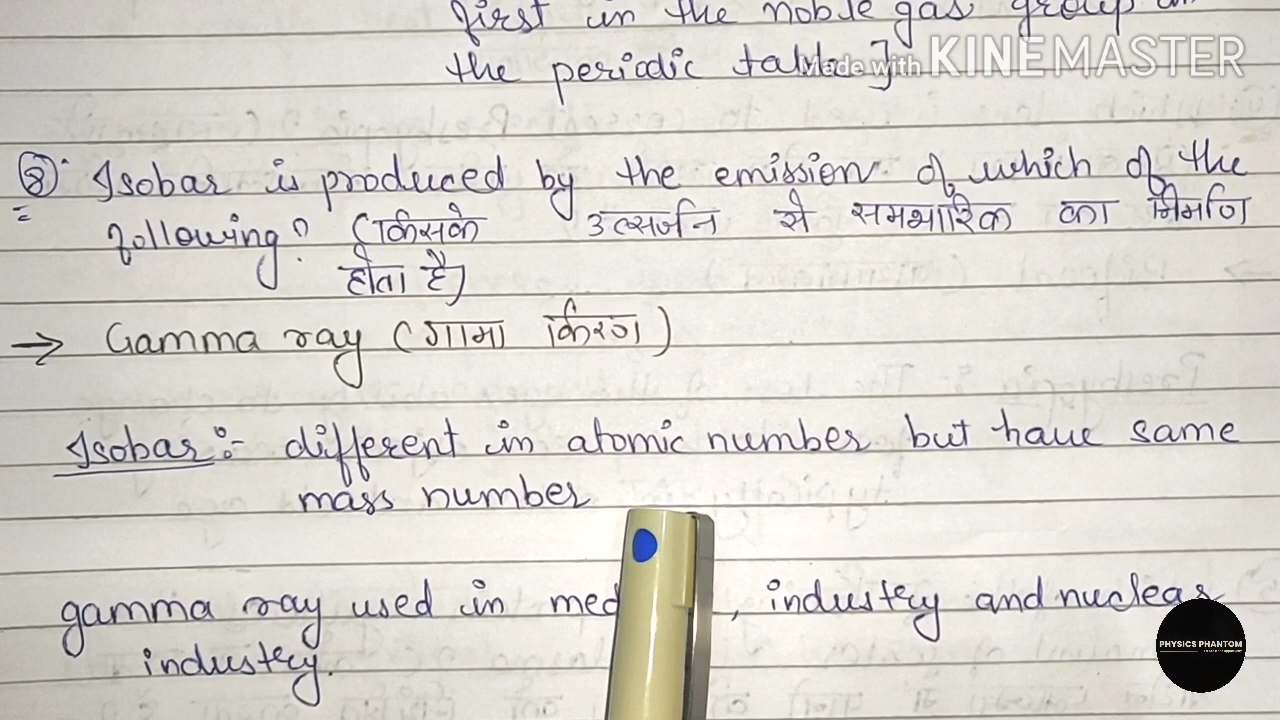 first in the noble gas group in
the periodic table]
Made with KINEMASTER
(8) Isobar is produced by the emission of which of the
following? (किसके उत्सर्जन से समभारिक का निर्माण
होता है)
→ Gamma ray (गामा किरण)
Isobar :- different in atomic number but have same
mass number
gamma ray used in med , industry and nuclear
industry.
PHYSICS PHANTOM